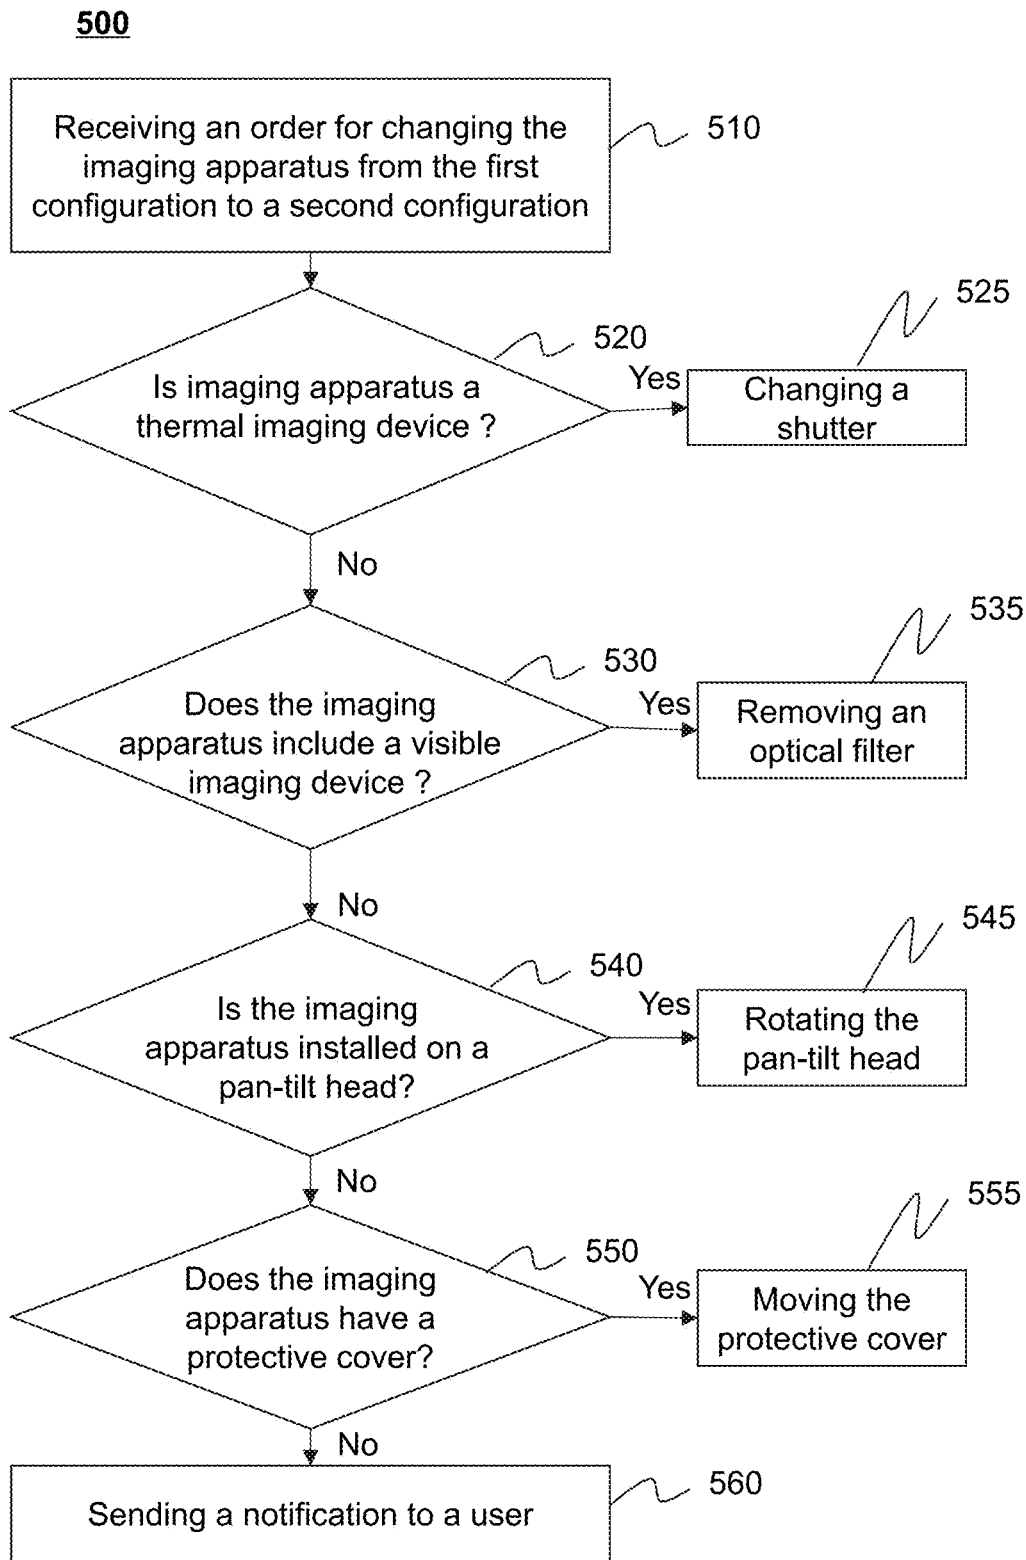 500
Receiving an order for changing the
imaging apparatus from the first
configuration to a second configuration
510
Is imaging apparatus a
thermal imaging device ?
520
Yes
Changing a
shutter
525
No
Does the imaging
apparatus include a visible
imaging device ?
530
Yes
Removing an
optical filter
535
No
Is the imaging
apparatus installed on a
pan-tilt head?
540
Yes
Rotating the
pan-tilt head
545
No
Does the imaging
apparatus have a
protective cover?
550
Yes
Moving the
protective cover
555
No
Sending a notification to a user
560